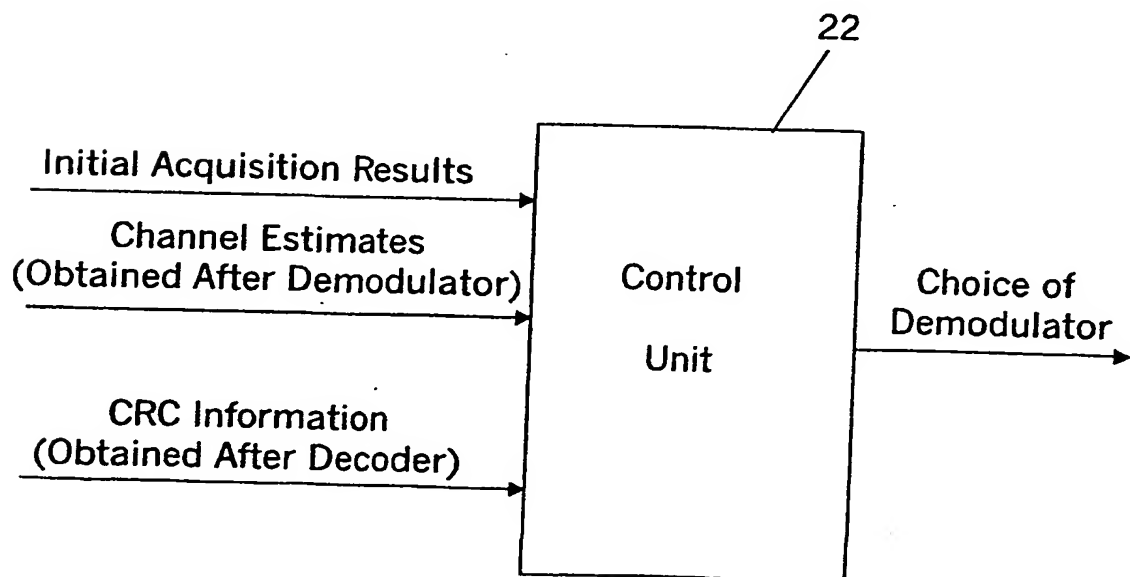 22
Initial Acquisition Results
Channel Estimates
(Obtained After Demodulator)
Control
Unit
Choice of
Demodulator
CRC Information
(Obtained After Decoder)